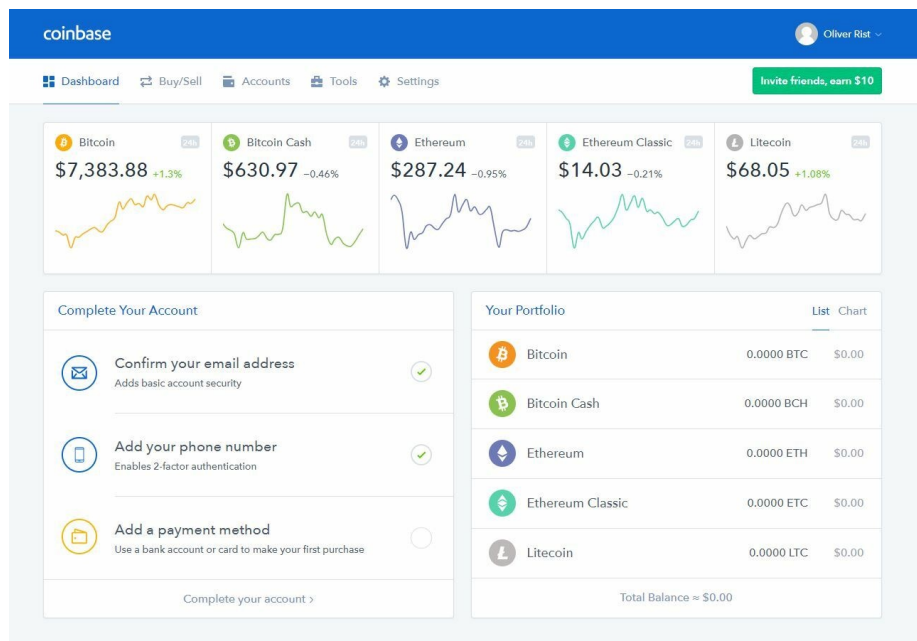 coinbase
Oliver Rist
Dashboard Buy/Sell Accounts Tools Settings Invite friends, earn $10
Bitcoin 24h Bitcoin Cash 24h Ethereum 24h Ethereum Classic 24h Litecoin 24h
$7,383.88 +1.3% $630.97 -0.46% $287.24 -0.95% $14.03 -0.21% $68.05 +1.08%
Complete Your Account
Confirm your email address
Adds basic account security
Add your phone number
Enables 2-factor authentication
Add a payment method
Use a bank account or card to make your first purchase
Complete your account >
Your Portfolio List Chart
Bitcoin 0.0000 BTC $0.00
Bitcoin Cash 0.0000 BCH $0.00
Ethereum 0.0000 ETH $0.00
Ethereum Classic 0.0000 ETC $0.00
Litecoin 0.0000 LTC $0.00
Total Balance ≈ $0.00